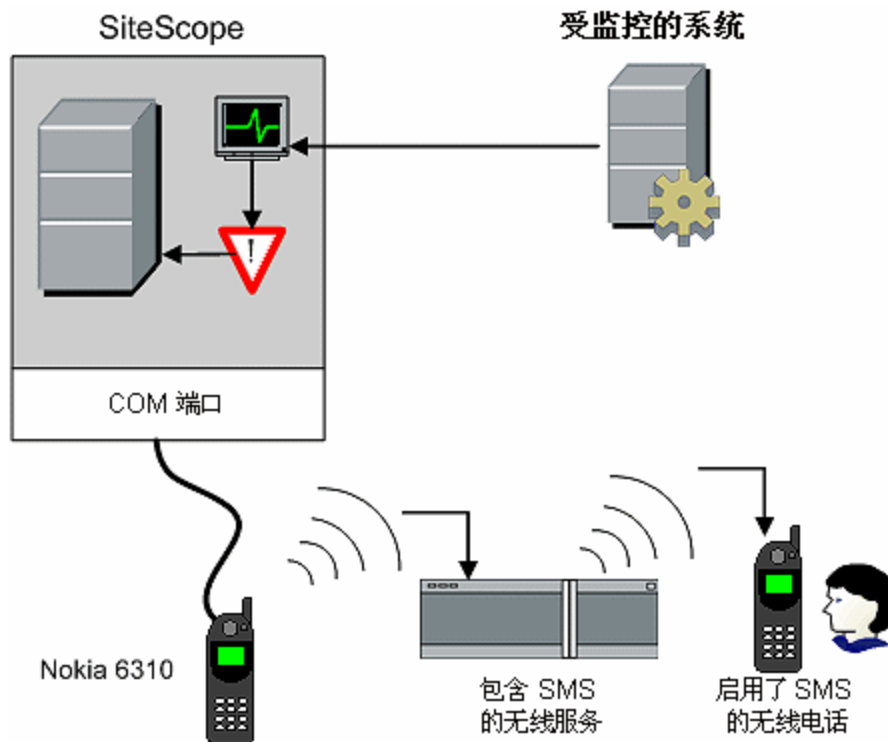 SiteScope
受监控的系统
!
COM 端口
Nokia 6310
包含 SMS
的无线服务
启用了 SMS
的无线电话